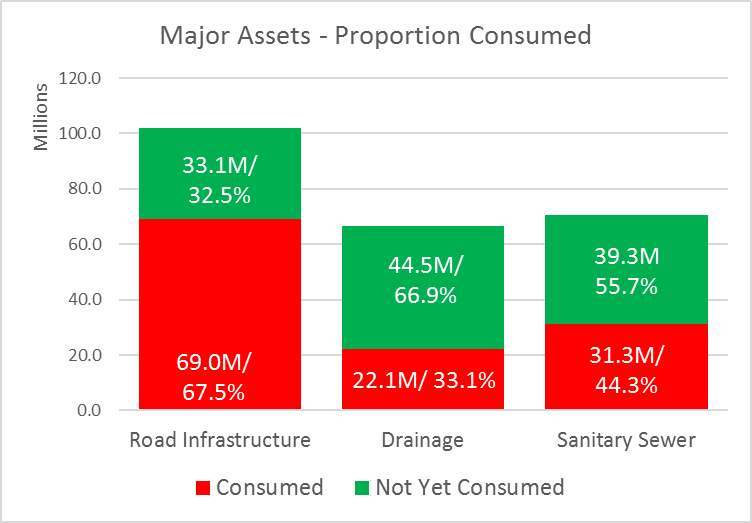 Major Assets - Proportion Consumed
Millions
120.0
100.0
80.0
60.0
40.0
20.0
0.0
33.1M/
32.5%
69.0M/
67.5%
44.5M/
66.9%
22.1M/ 33.1%
39.3M
55.7%
31.3M/
44.3%
Road Infrastructure
Drainage
Sanitary Sewer
Consumed
Not Yet Consumed